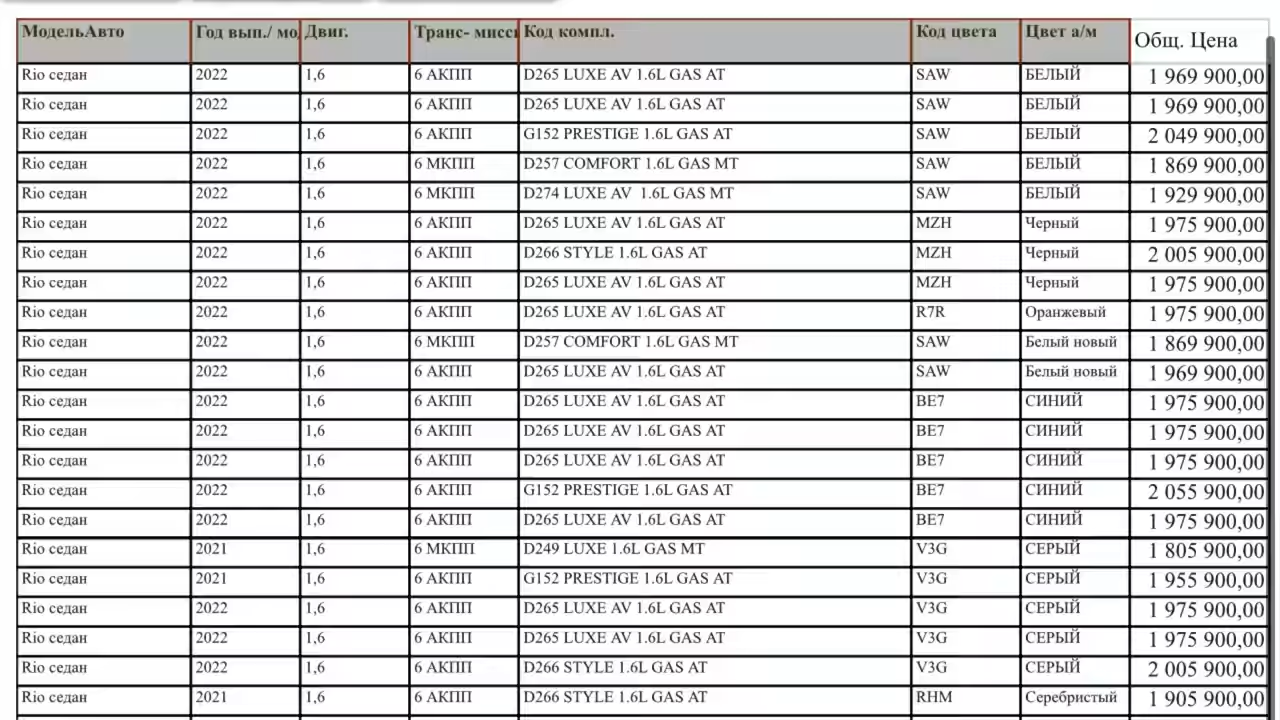 МодельАвто Год вып./ мо Двиг. Транс- мисс Код компл. Код цвета Цвет а/м Общ. Цена
Rio седан 2022 1,6 6 АКПП D265 LUXE AV 1.6L GAS AT SAW БЕЛЫЙ 1 969 900,00
Rio седан 2022 1,6 6 АКПП D265 LUXE AV 1.6L GAS AT SAW БЕЛЫЙ 1 969 900,00
Rio седан 2022 1,6 6 АКПП G152 PRESTIGE 1.6L GAS AT SAW БЕЛЫЙ 2 049 900,00
Rio седан 2022 1,6 6 МКПП D257 COMFORT 1.6L GAS MT SAW БЕЛЫЙ 1 869 900,00
Rio седан 2022 1,6 6 МКПП D274 LUXE AV 1.6L GAS MT SAW БЕЛЫЙ 1 929 900,00
Rio седан 2022 1,6 6 АКПП D265 LUXE AV 1.6L GAS AT MZH Черный 1 975 900,00
Rio седан 2022 1,6 6 АКПП D266 STYLE 1.6L GAS AT MZH Черный 2 005 900,00
Rio седан 2022 1,6 6 АКПП D265 LUXE AV 1.6L GAS AT MZH Черный 1 975 900,00
Rio седан 2022 1,6 6 АКПП D265 LUXE AV 1.6L GAS AT R7R Оранжевый 1 975 900,00
Rio седан 2022 1,6 6 МКПП D257 COMFORT 1.6L GAS MT SAW Белый новый 1 869 900,00
Rio седан 2022 1,6 6 АКПП D265 LUXE AV 1.6L GAS AT SAW Белый новый 1 969 900,00
Rio седан 2022 1,6 6 АКПП D265 LUXE AV 1.6L GAS AT BE7 СИНИЙ 1 975 900,00
Rio седан 2022 1,6 6 АКПП D265 LUXE AV 1.6L GAS AT BE7 СИНИЙ 1 975 900,00
Rio седан 2022 1,6 6 АКПП D265 LUXE AV 1.6L GAS AT BE7 СИНИЙ 1 975 900,00
Rio седан 2022 1,6 6 АКПП G152 PRESTIGE 1.6L GAS AT BE7 СИНИЙ 2 055 900,00
Rio седан 2022 1,6 6 АКПП D265 LUXE AV 1.6L GAS AT BE7 СИНИЙ 1 975 900,00
Rio седан 2021 1,6 6 МКПП D249 LUXE 1.6L GAS MT V3G СЕРЫЙ 1 805 900,00
Rio седан 2021 1,6 6 АКПП G152 PRESTIGE 1.6L GAS AT V3G СЕРЫЙ 1 955 900,00
Rio седан 2022 1,6 6 АКПП D265 LUXE AV 1.6L GAS AT V3G СЕРЫЙ 1 975 900,00
Rio седан 2022 1,6 6 АКПП D265 LUXE AV 1.6L GAS AT V3G СЕРЫЙ 1 975 900,00
Rio седан 2022 1,6 6 АКПП D266 STYLE 1.6L GAS AT V3G СЕРЫЙ 2 005 900,00
Rio седан 2021 1,6 6 АКПП D266 STYLE 1.6L GAS AT RHM Серебристый 1 905 900,00